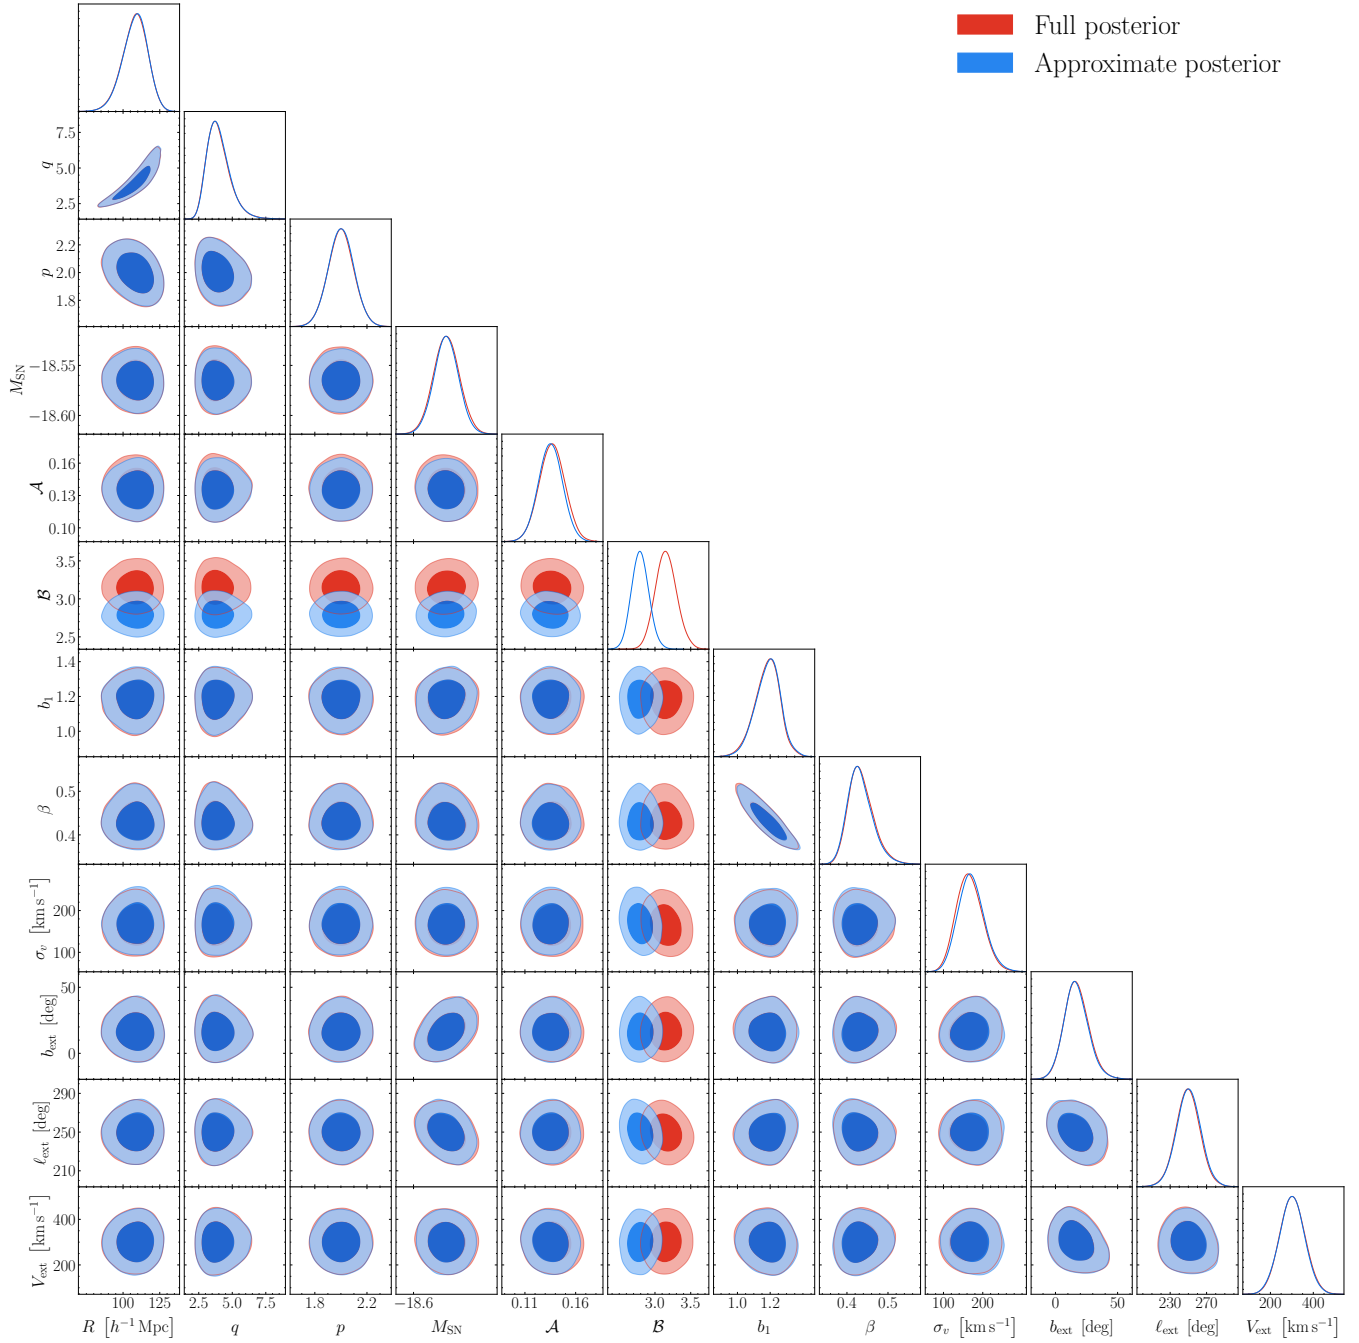 Full posterior
Approximate posterior
7.5
5.0
2.5
q
2.2
2.0
1.8
p
−18.55
−18.60
M_SN
0.16
0.13
0.10
𝒜
3.5
3.0
2.5
ℬ
1.4
1.2
1.0
b₁
0.5
0.4
β
200
100
σ_v [km s⁻¹]
50
0
b_ext [deg]
290
250
210
ℓ_ext [deg]
400
200
V_ext [km s⁻¹]
100 125 2.5 5.0 7.5 1.8 2.2 −18.6 0.11 0.16 3.0 3.5 1.0 1.2 0.4 0.5 100 200 0 50 230 270 200 400
R [h⁻¹ Mpc] q p M_SN 𝒜 ℬ b₁ β σ_v [km s⁻¹] b_ext [deg] ℓ_ext [deg] V_ext [km s⁻¹]